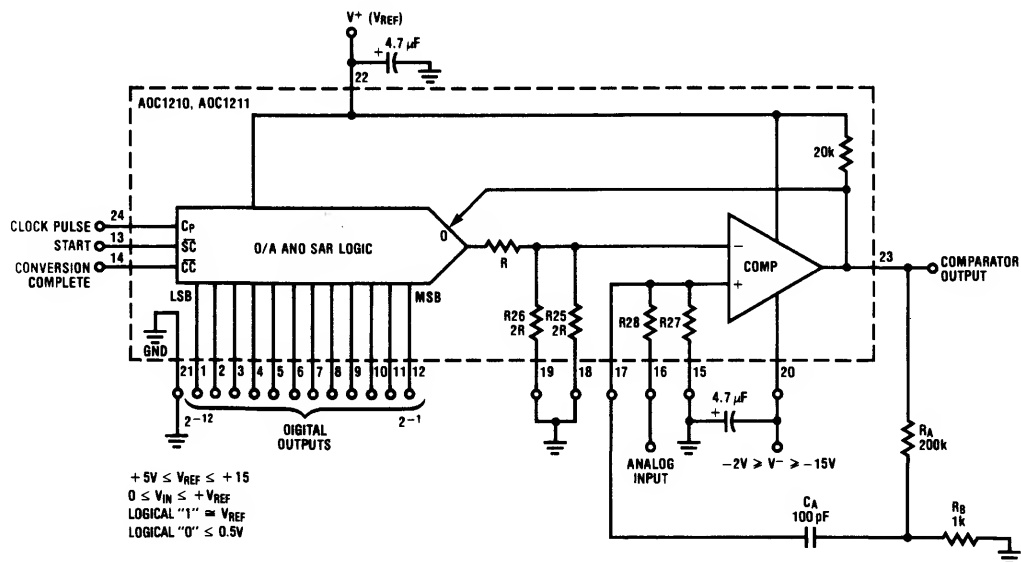 V+ (VREF)
+ 4.7 µF
22
AOC1210, AOC1211
20k
CLOCK PULSE 24 CP
START 13 SC
CONVERSION COMPLETE 14 CC
O/A ANO SAR LOGIC
0
R
COMP
−
+
23
COMPARATOR OUTPUT
LSB
MSB
GND
R26 2R
R25 2R
R28
R27
21 1 2 3 4 5 6 7 8 9 10 11 12
19 18 17 16 15 20
2-12
DIGITAL OUTPUTS
2-1
4.7 µF
+
ANALOG INPUT
−2V ≥ V− ≥ −15V
RA 200k
CA 100 pF
RB 1k
+5V ≤ VREF ≤ +15
0 ≤ VIN ≤ +VREF
LOGICAL "1" ≅ VREF
LOGICAL "0" ≤ 0.5V